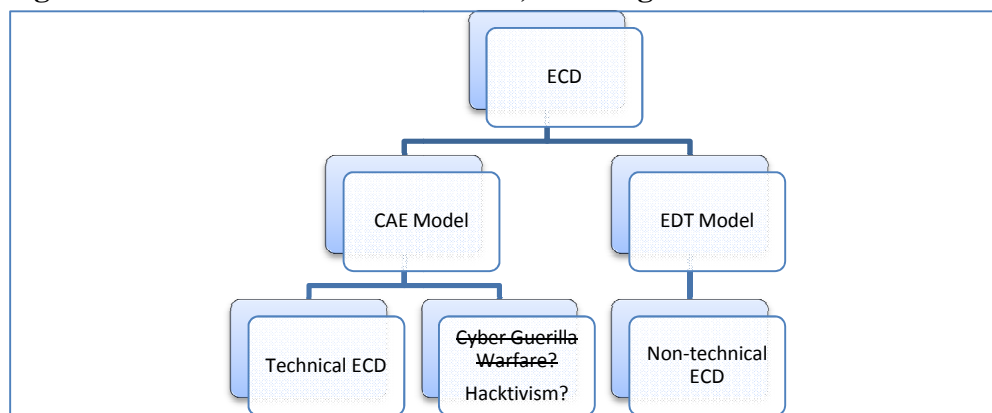 ECD
CAE Model
EDT Model
Technical ECD
Cyber Guerilla
Warfare?
Hacktivism?
Non-technical
ECD